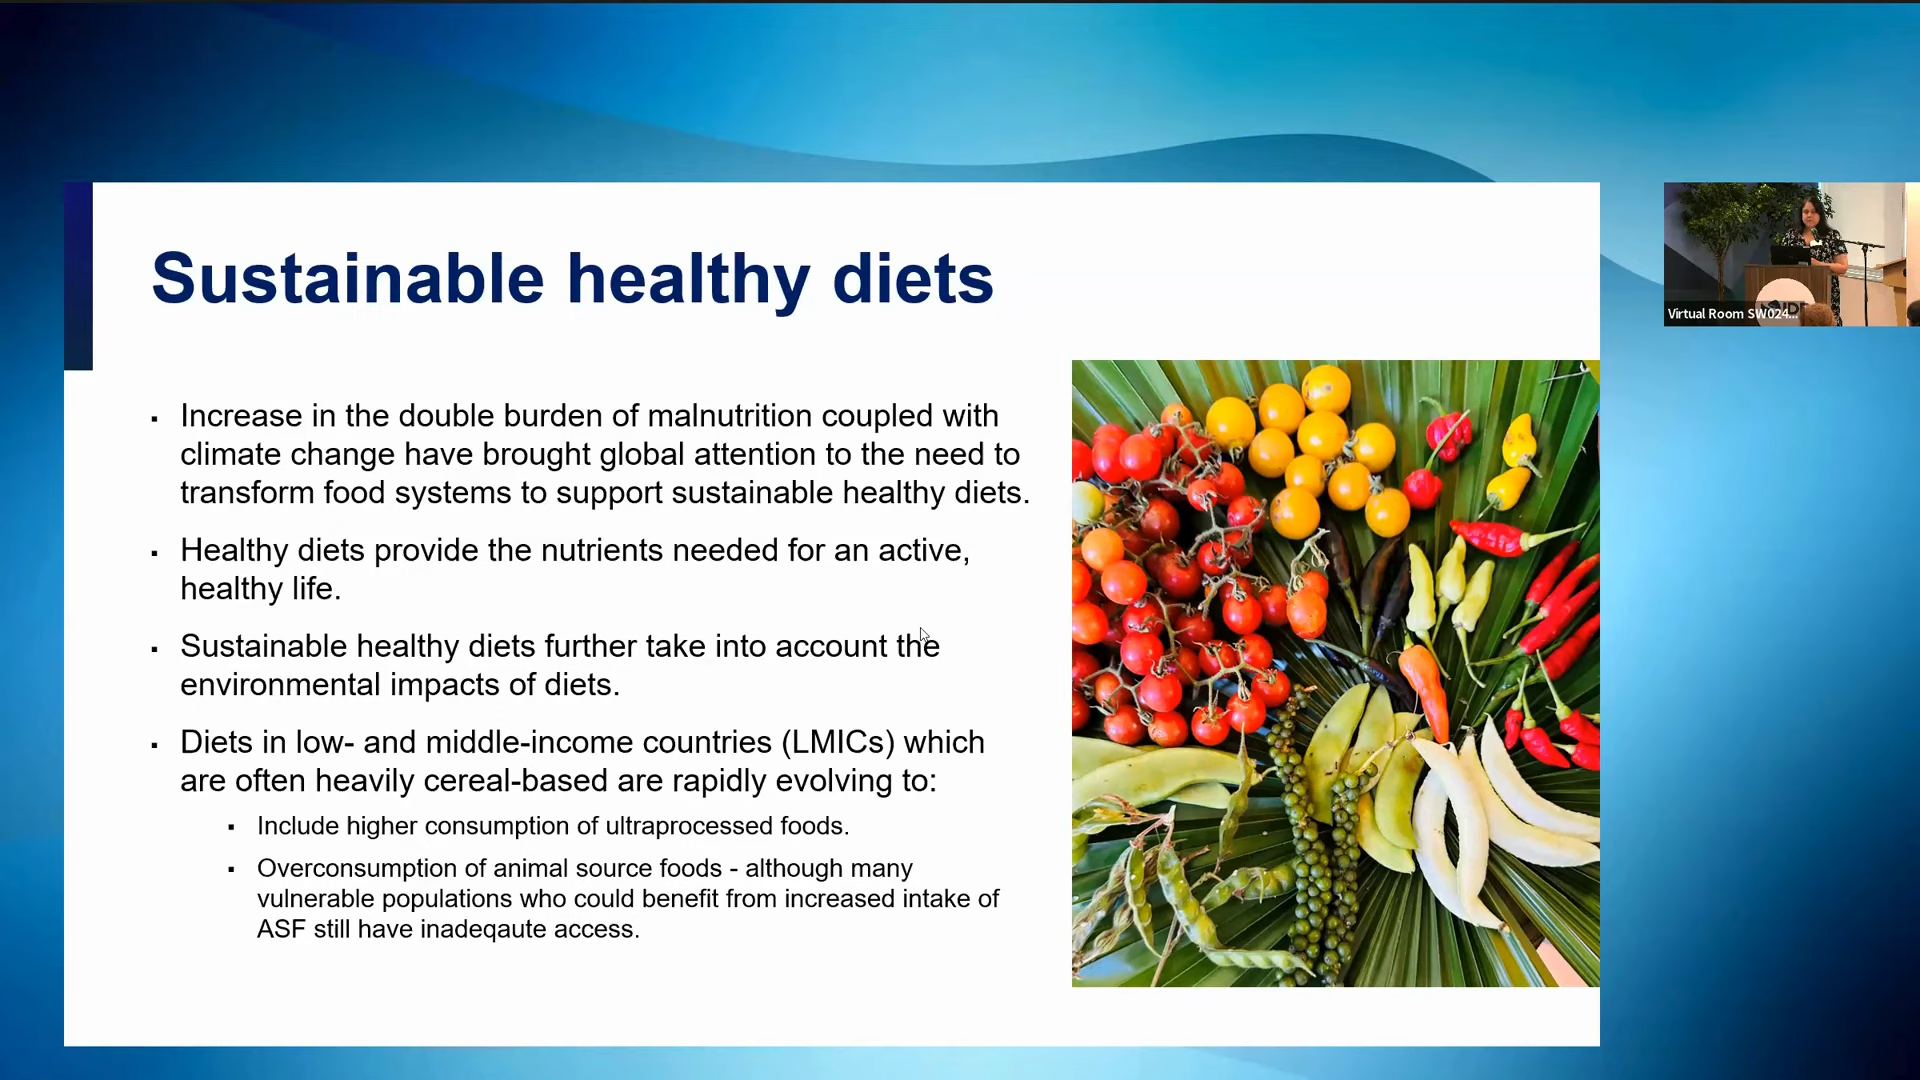 Sustainable healthy diets
▪ Increase in the double burden of malnutrition coupled with
climate change have brought global attention to the need to
transform food systems to support sustainable healthy diets.
▪ Healthy diets provide the nutrients needed for an active,
healthy life.
▪ Sustainable healthy diets further take into account the
environmental impacts of diets.
▪ Diets in low- and middle-income countries (LMICs) which
are often heavily cereal-based are rapidly evolving to:
▪ Include higher consumption of ultraprocessed foods.
▪ Overconsumption of animal source foods - although many
vulnerable populations who could benefit from increased intake of
ASF still have inadeqaute access.
Virtual Room SW024...